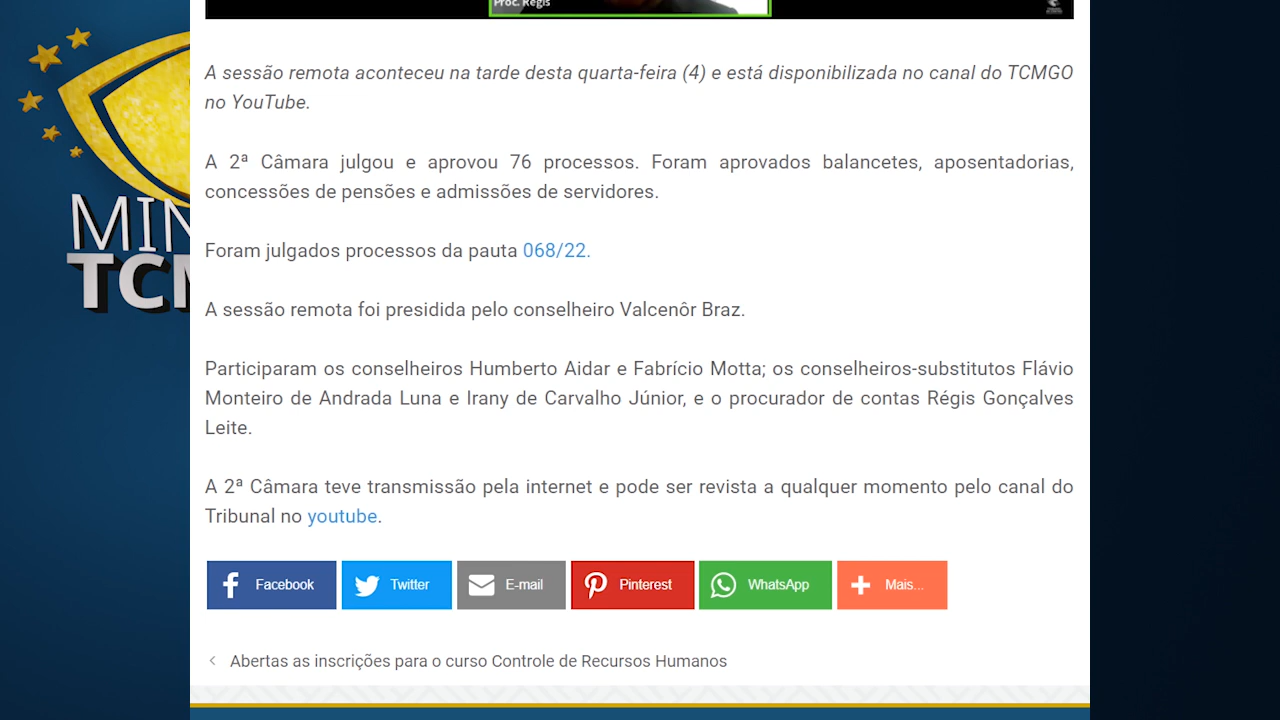 Proc. Régis
A sessão remota aconteceu na tarde desta quarta-feira (4) e está disponibilizada no canal do TCMGO
no YouTube.
A 2ª Câmara julgou e aprovou 76 processos. Foram aprovados balancetes, aposentadorias,
concessões de pensões e admissões de servidores.
Foram julgados processos da pauta 068/22.
A sessão remota foi presidida pelo conselheiro Valcenôr Braz.
Participaram os conselheiros Humberto Aidar e Fabrício Motta; os conselheiros-substitutos Flávio
Monteiro de Andrada Luna e Irany de Carvalho Júnior, e o procurador de contas Régis Gonçalves
Leite.
A 2ª Câmara teve transmissão pela internet e pode ser revista a qualquer momento pelo canal do
Tribunal no youtube.
Facebook Twitter E-mail Pinterest WhatsApp Mais...
Abertas as inscrições para o curso Controle de Recursos Humanos
MIN
TCM